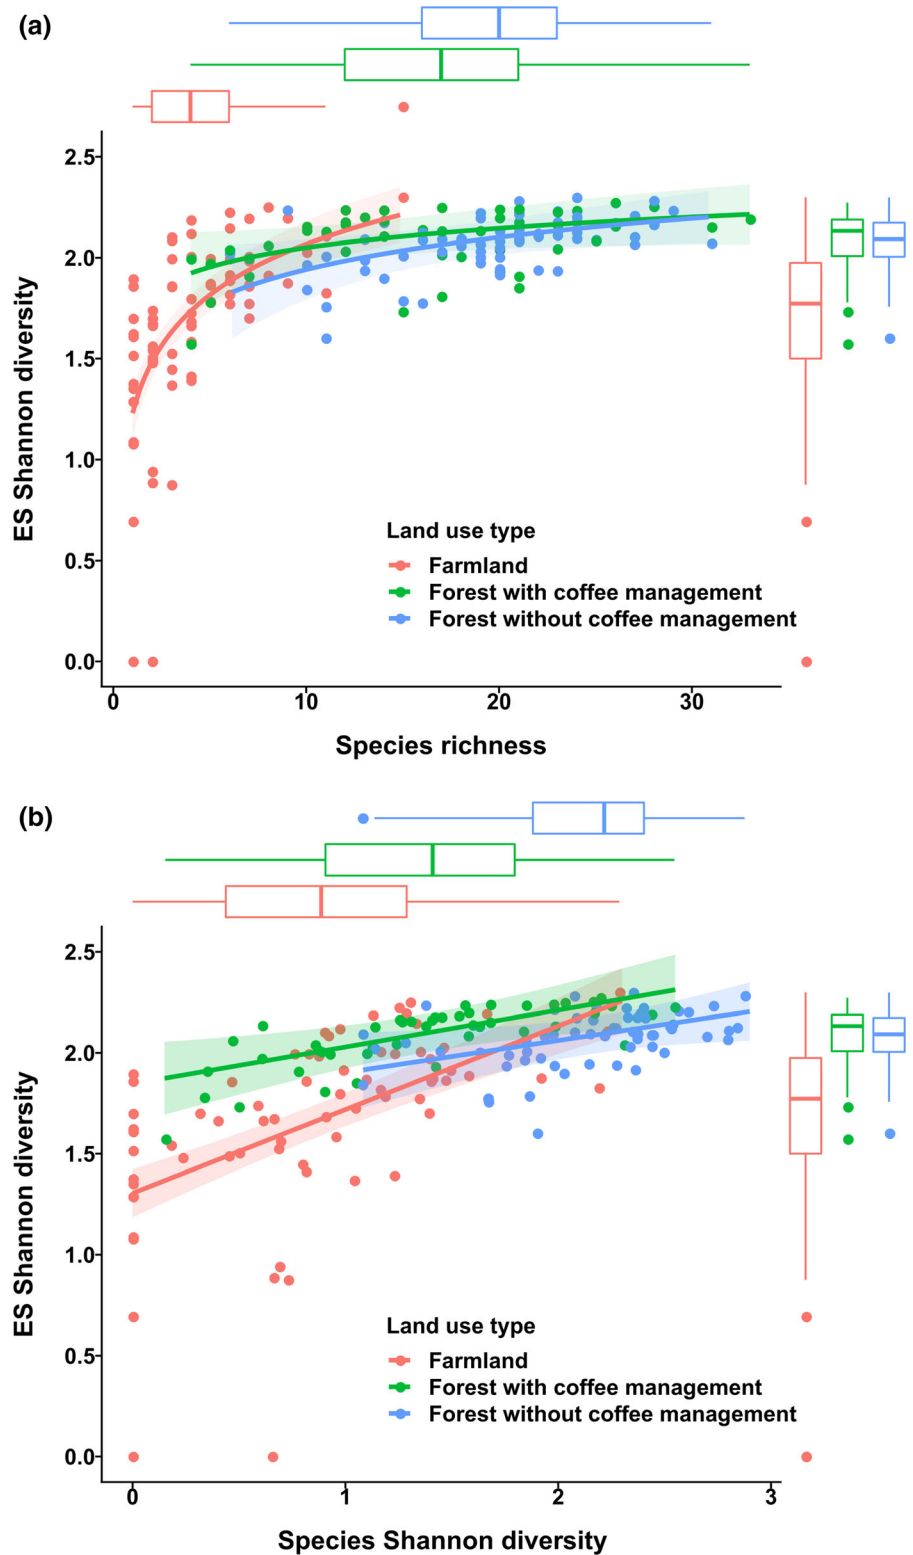 (a)
2.5
2.0
1.5
1.0
0.5
0.0
ES Shannon diversity
Land use type
Farmland
Forest with coffee management
Forest without coffee management
0 10 20 30
Species richness
(b)
2.5
2.0
1.5
1.0
0.5
0.0
ES Shannon diversity
Land use type
Farmland
Forest with coffee management
Forest without coffee management
0 1 2 3
Species Shannon diversity